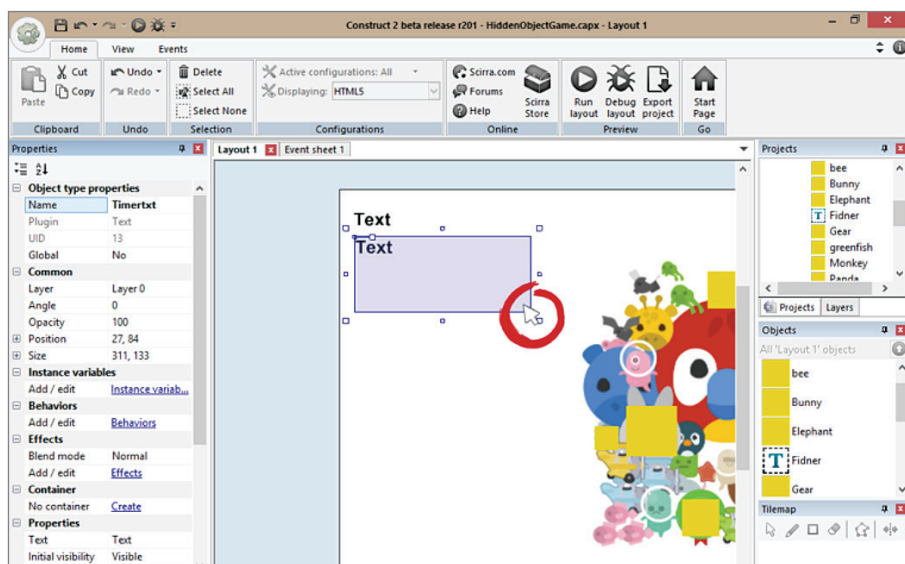 Construct 2 beta release r201 - HiddenObjectGame.capx - Layout 1
Home View Events
Paste
Cut
Copy
Clipboard
Undo
Redo
Undo
Delete
Select All
Select None
Selection
Active configurations: All
Displaying: HTML5
Configurations
Scirra.com
Forums
Help
Scirra
Store
Online
Run
layout
Debug
layout
Export
project
Preview
Start
Page
Go
Properties
Object type properties
Name Timertxt
Plugin Text
UID 13
Global No
Common
Layer Layer 0
Angle 0
Opacity 100
Position 27, 84
Size 311, 133
Instance variables
Add / edit Instance variab...
Behaviors
Add / edit Behaviors
Effects
Blend mode Normal
Add / edit Effects
Container
No container Create
Properties
Text Text
Initial visibility Visible
Layout 1 Event sheet 1
Text
Text
Projects
bee
Bunny
Elephant
T Fidner
Gear
greenfish
Monkey
Panda
Projects Layers
Objects
All 'Layout 1' objects
bee
Bunny
Elephant
T Fidner
Gear
Tilemap